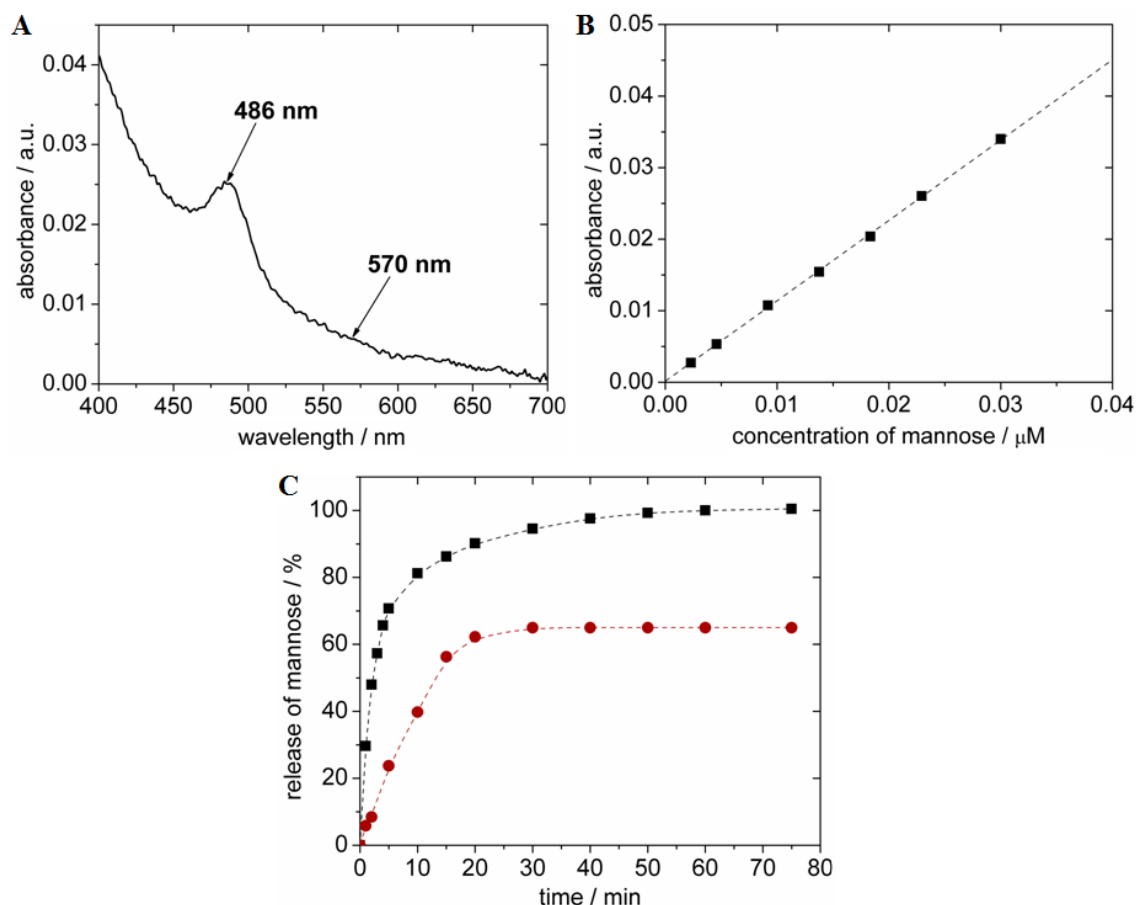 A
0.04
0.03
0.02
0.01
0.00
absorbance / a.u.
486 nm
570 nm
400 450 500 550 600 650 700
wavelength / nm
B
0.05
0.04
0.03
0.02
0.01
0.00
absorbance / a.u.
0.00 0.01 0.02 0.03 0.04
concentration of mannose / μM
C
100
80
60
40
20
0
release of mannose / %
0 10 20 30 40 50 60 70 80
time / min